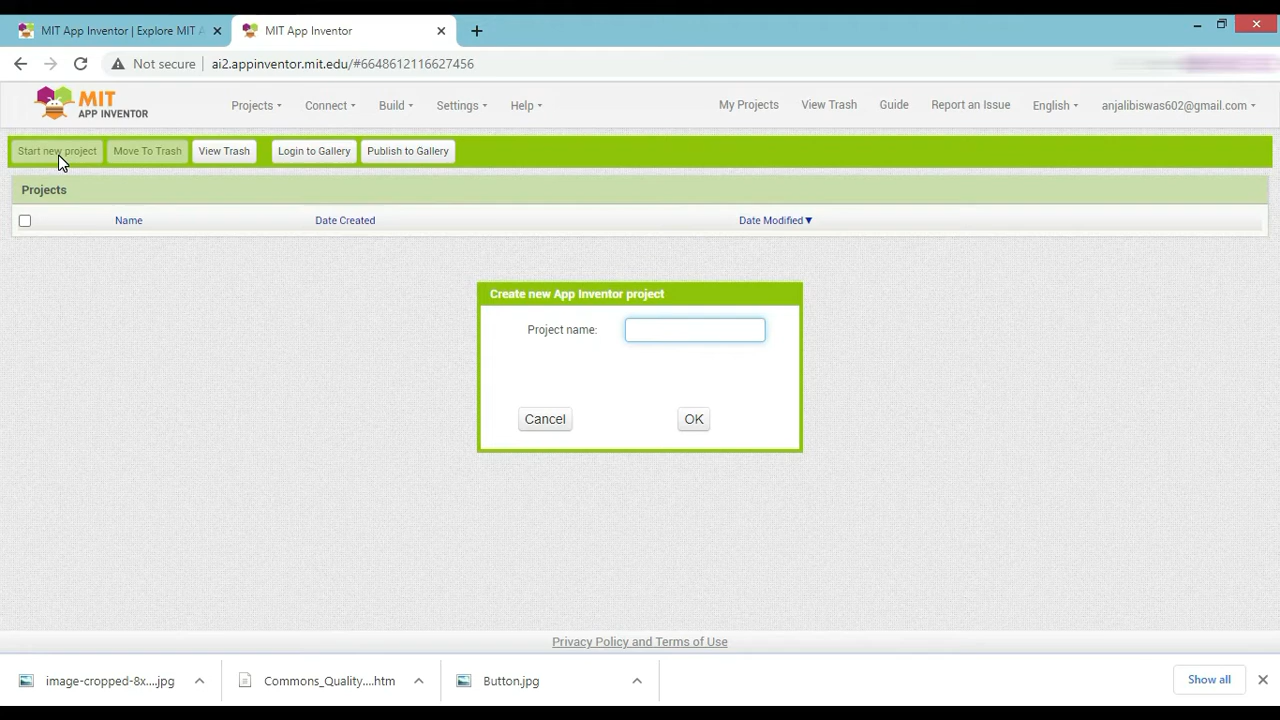 MIT App Inventor | Explore MIT A
MIT App Inventor
Not secure
ai2.appinventor.mit.edu/#6648612116627456
MIT
APP INVENTOR
Projects
Connect
Build
Settings
Help
My Projects
View Trash
Guide
Report an Issue
English
anjalibiswas602@gmail.com
Start new project
Move To Trash
View Trash
Login to Gallery
Publish to Gallery
Projects
Name
Date Created
Date Modified
Create new App Inventor project
Project name:
Cancel
OK
Privacy Policy and Terms of Use
image-cropped-8x....jpg
Commons_Quality....htm
Button.jpg
Show all